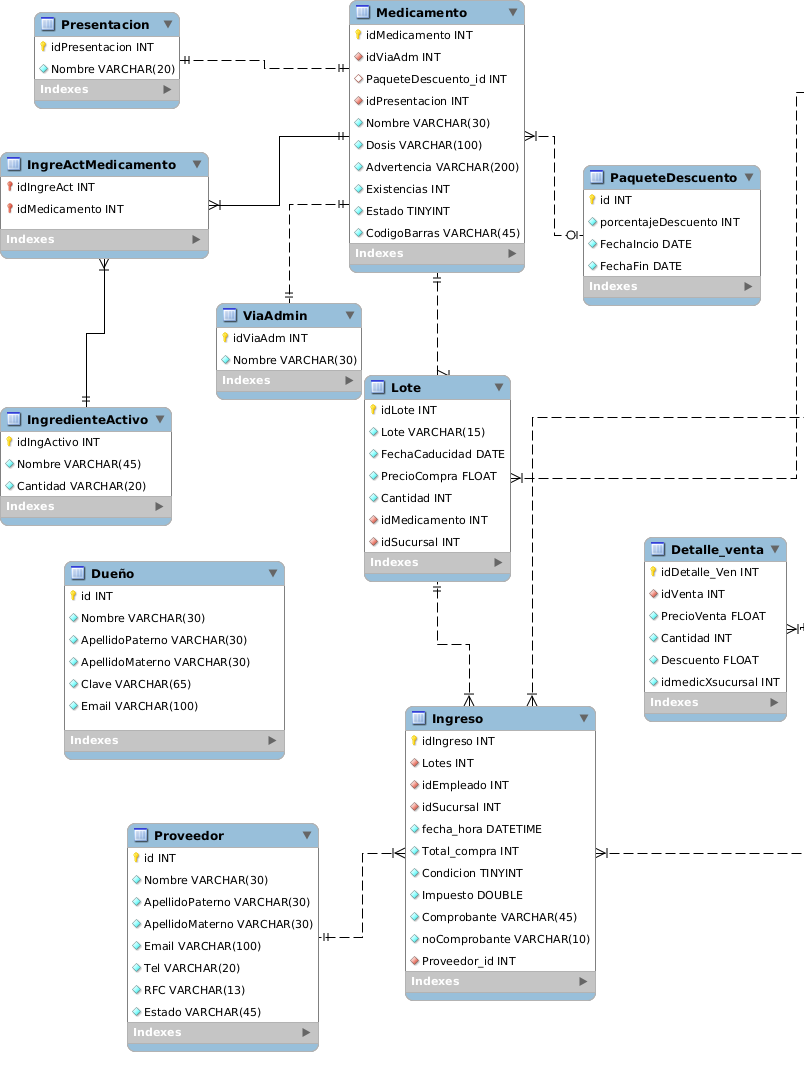 Presentacion
idPresentacion INT
Nombre VARCHAR(20)
Indexes
Medicamento
idMedicamento INT
idViaAdm INT
PaqueteDescuento_id INT
idPresentacion INT
Nombre VARCHAR(30)
Dosis VARCHAR(100)
Advertencia VARCHAR(200)
Existencias INT
Estado TINYINT
CodigoBarras VARCHAR(45)
Indexes
IngreActMedicamento
idIngreAct INT
idMedicamento INT
Indexes
PaqueteDescuento
id INT
porcentajeDescuento INT
FechaIncio DATE
FechaFin DATE
Indexes
ViaAdmin
idViaAdm INT
Nombre VARCHAR(30)
Indexes
Lote
idLote INT
Lote VARCHAR(15)
FechaCaducidad DATE
PrecioCompra FLOAT
Cantidad INT
idMedicamento INT
idSucursal INT
Indexes
IngredienteActivo
idIngActivo INT
Nombre VARCHAR(45)
Cantidad VARCHAR(20)
Indexes
Dueño
id INT
Nombre VARCHAR(30)
ApellidoPaterno VARCHAR(30)
ApellidoMaterno VARCHAR(30)
Clave VARCHAR(65)
Email VARCHAR(100)
Indexes
Detalle_venta
idDetalle_Ven INT
idVenta INT
PrecioVenta FLOAT
Cantidad INT
Descuento FLOAT
idmedicXsucursal INT
Indexes
Ingreso
idIngreso INT
Lotes INT
idEmpleado INT
idSucursal INT
fecha_hora DATETIME
Total_compra INT
Condicion TINYINT
Impuesto DOUBLE
Comprobante VARCHAR(45)
noComprobante VARCHAR(10)
Proveedor_id INT
Indexes
Proveedor
id INT
Nombre VARCHAR(30)
ApellidoPaterno VARCHAR(30)
ApellidoMaterno VARCHAR(30)
Email VARCHAR(100)
Tel VARCHAR(20)
RFC VARCHAR(13)
Estado VARCHAR(45)
Indexes